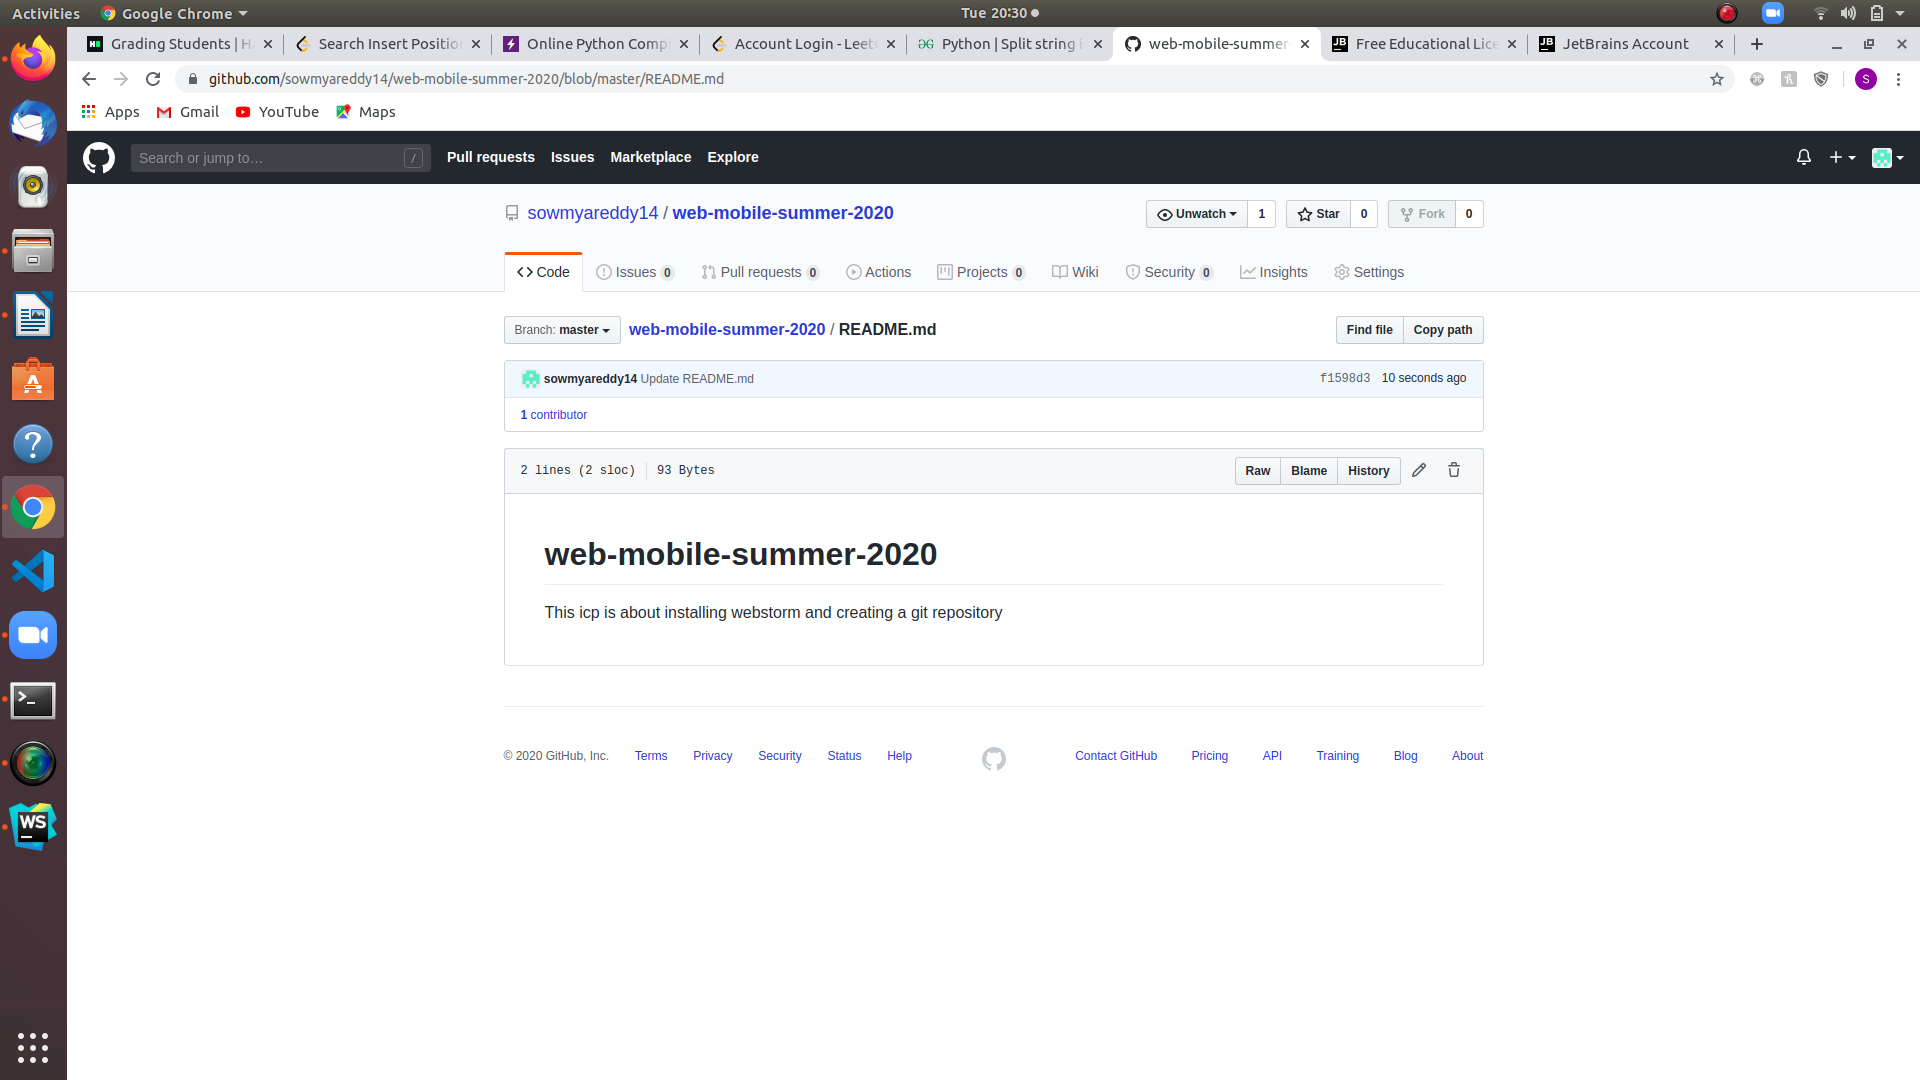 Activities Google Chrome Tue 20:30
Grading Students | H Search Insert Position Online Python Comp Account Login - Leet Python | Split string i web-mobile-summer- Free Educational Lice JetBrains Account
github.com/sowmyareddy14/web-mobile-summer-2020/blob/master/README.md S
Apps Gmail YouTube Maps
Search or jump to… / Pull requests Issues Marketplace Explore
sowmyareddy14 / web-mobile-summer-2020 Unwatch 1 Star 0 Fork 0
Code Issues 0 Pull requests 0 Actions Projects 0 Wiki Security 0 Insights Settings
Branch: master web-mobile-summer-2020 / README.md Find file Copy path
sowmyareddy14 Update README.md f1598d3 10 seconds ago
1 contributor
2 lines (2 sloc) 93 Bytes Raw Blame History
web-mobile-summer-2020
This icp is about installing webstorm and creating a git repository
© 2020 GitHub, Inc. Terms Privacy Security Status Help Contact GitHub Pricing API Training Blog About
WS